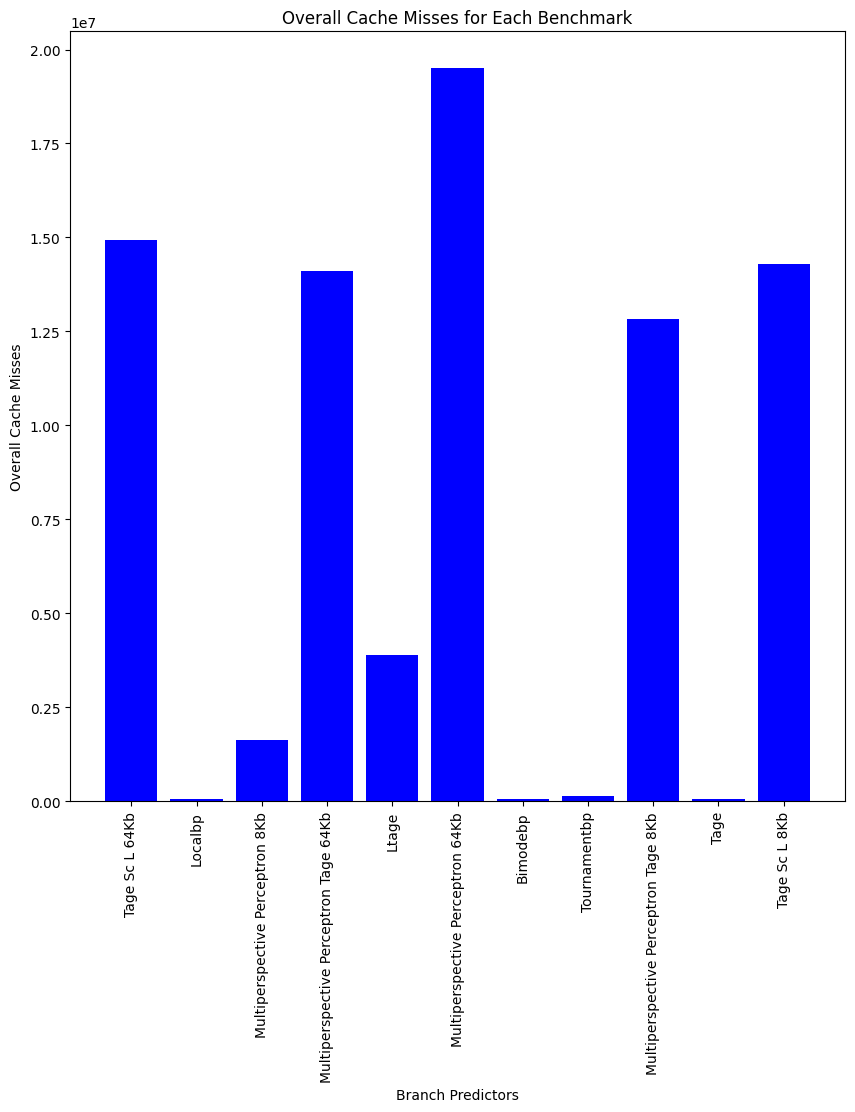 Overall Cache Misses for Each Benchmark
1e7
2.00
1.75
1.50
1.25
1.00
0.75
0.50
0.25
0.00
Overall Cache Misses
Tage Sc L 64Kb
Localbp
Multiperspective Perceptron 8Kb
Multiperspective Perceptron Tage 64Kb
Ltage
Multiperspective Perceptron 64Kb
Bimodebp
Tournamentbp
Multiperspective Perceptron Tage 8Kb
Tage
Tage Sc L 8Kb
Branch Predictors